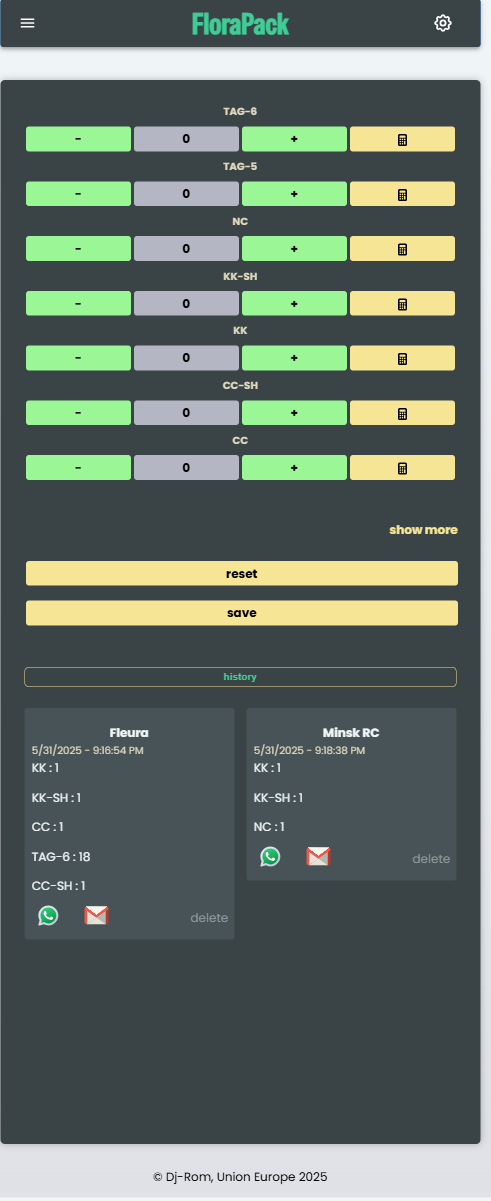 FloraPack
TAG-6
- 0 +
TAG-5
- 0 +
NC
- 0 +
KK-SH
- 0 +
KK
- 0 +
CC-SH
- 0 +
CC
- 0 +
show more
reset
save
history
Fleura
5/31/2025 - 9:16:54 PM
KK : 1
KK-SH : 1
CC : 1
TAG-6 : 18
CC-SH : 1
delete
Minsk RC
5/31/2025 - 9:18:38 PM
KK : 1
KK-SH : 1
NC : 1
delete
© Dj-Rom, Union Europe 2025